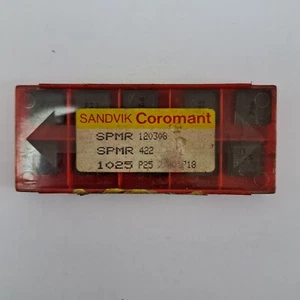 SANDVIK Coromant
SPMR 120308
SPMR 422
1025 P25